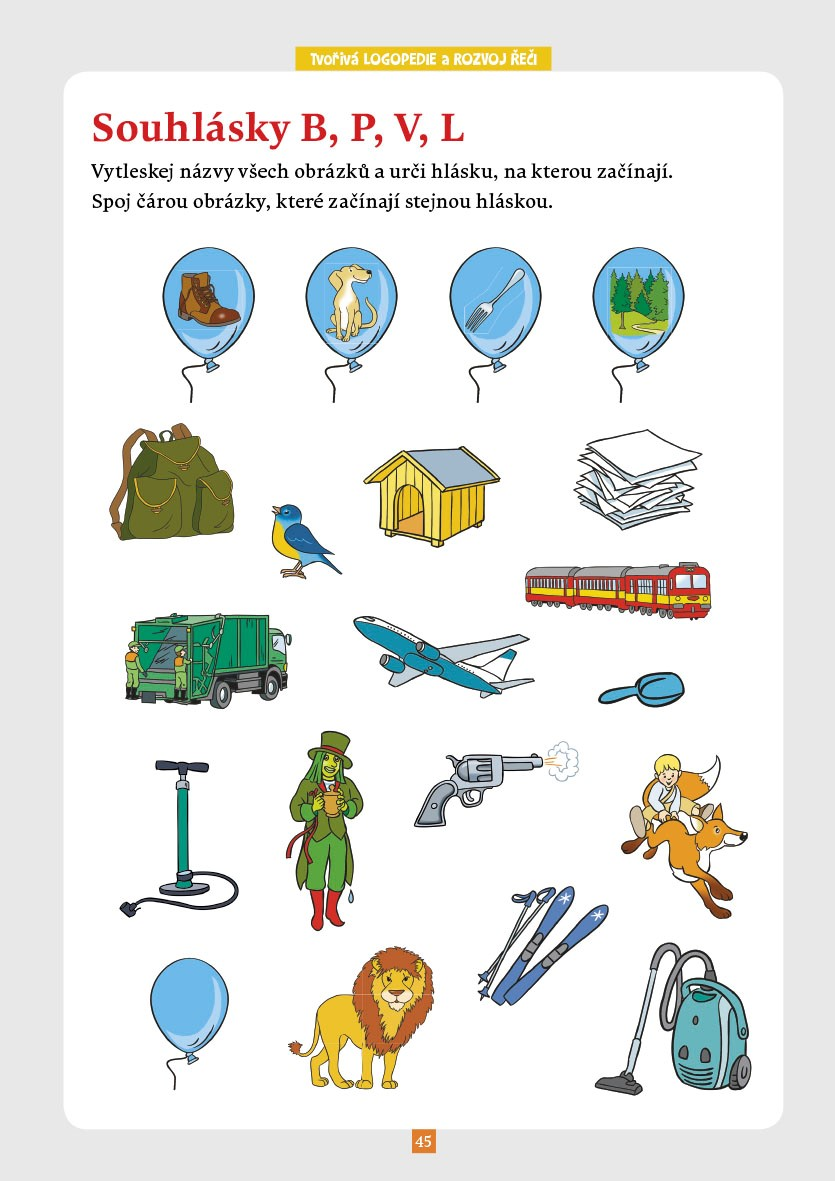 Tvořivá LOGOPEDIE a ROZVOJ ŘEČI
Souhlásky B, P, V, L
Vytleskej názvy všech obrázků a urči hlásku, na kterou začínají.
Spoj čárou obrázky, které začínají stejnou hláskou.
45